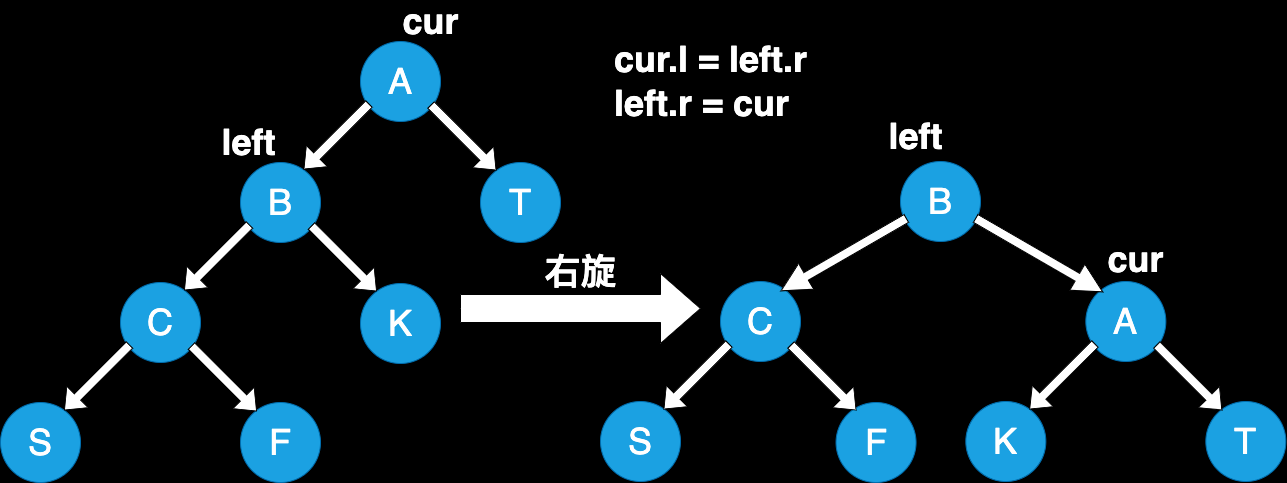 cur
A
cur.l = left.r
left.r = cur
left
B
T
left
B
右旋
cur
C
K
C
A
S
F
S
F
K
T